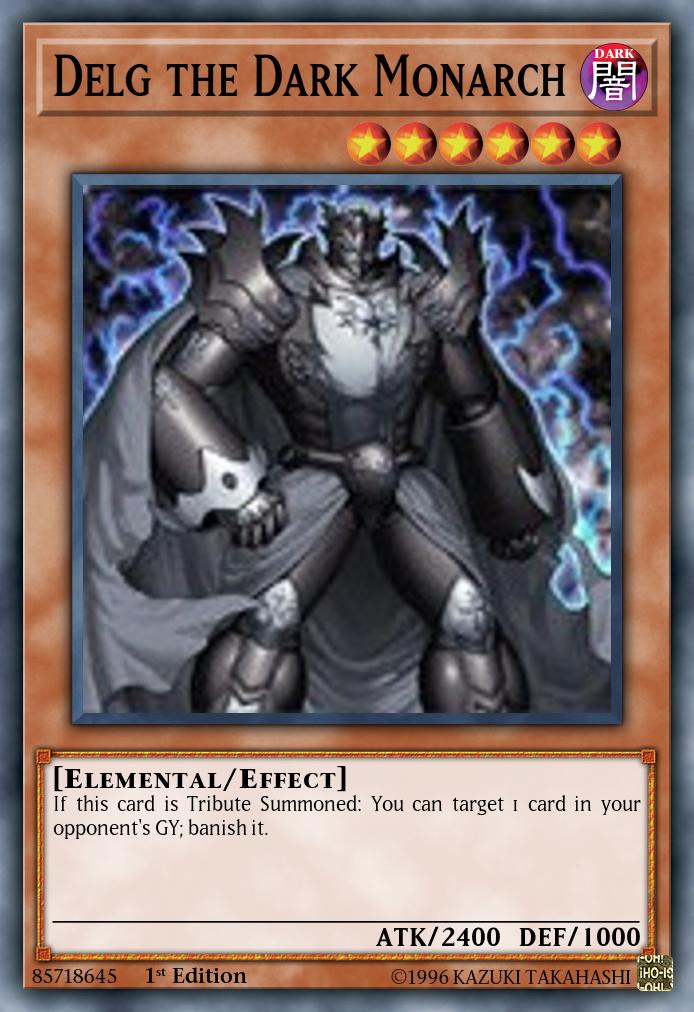 Delg the Dark Monarch
DARK
闇
[Elemental/Effect]
If this card is Tribute Summoned: You can target 1 card in your
opponent's GY; banish it.
ATK/2400 DEF/1000
85718645 1st Edition ©1996 KAZUKI TAKAHASHI